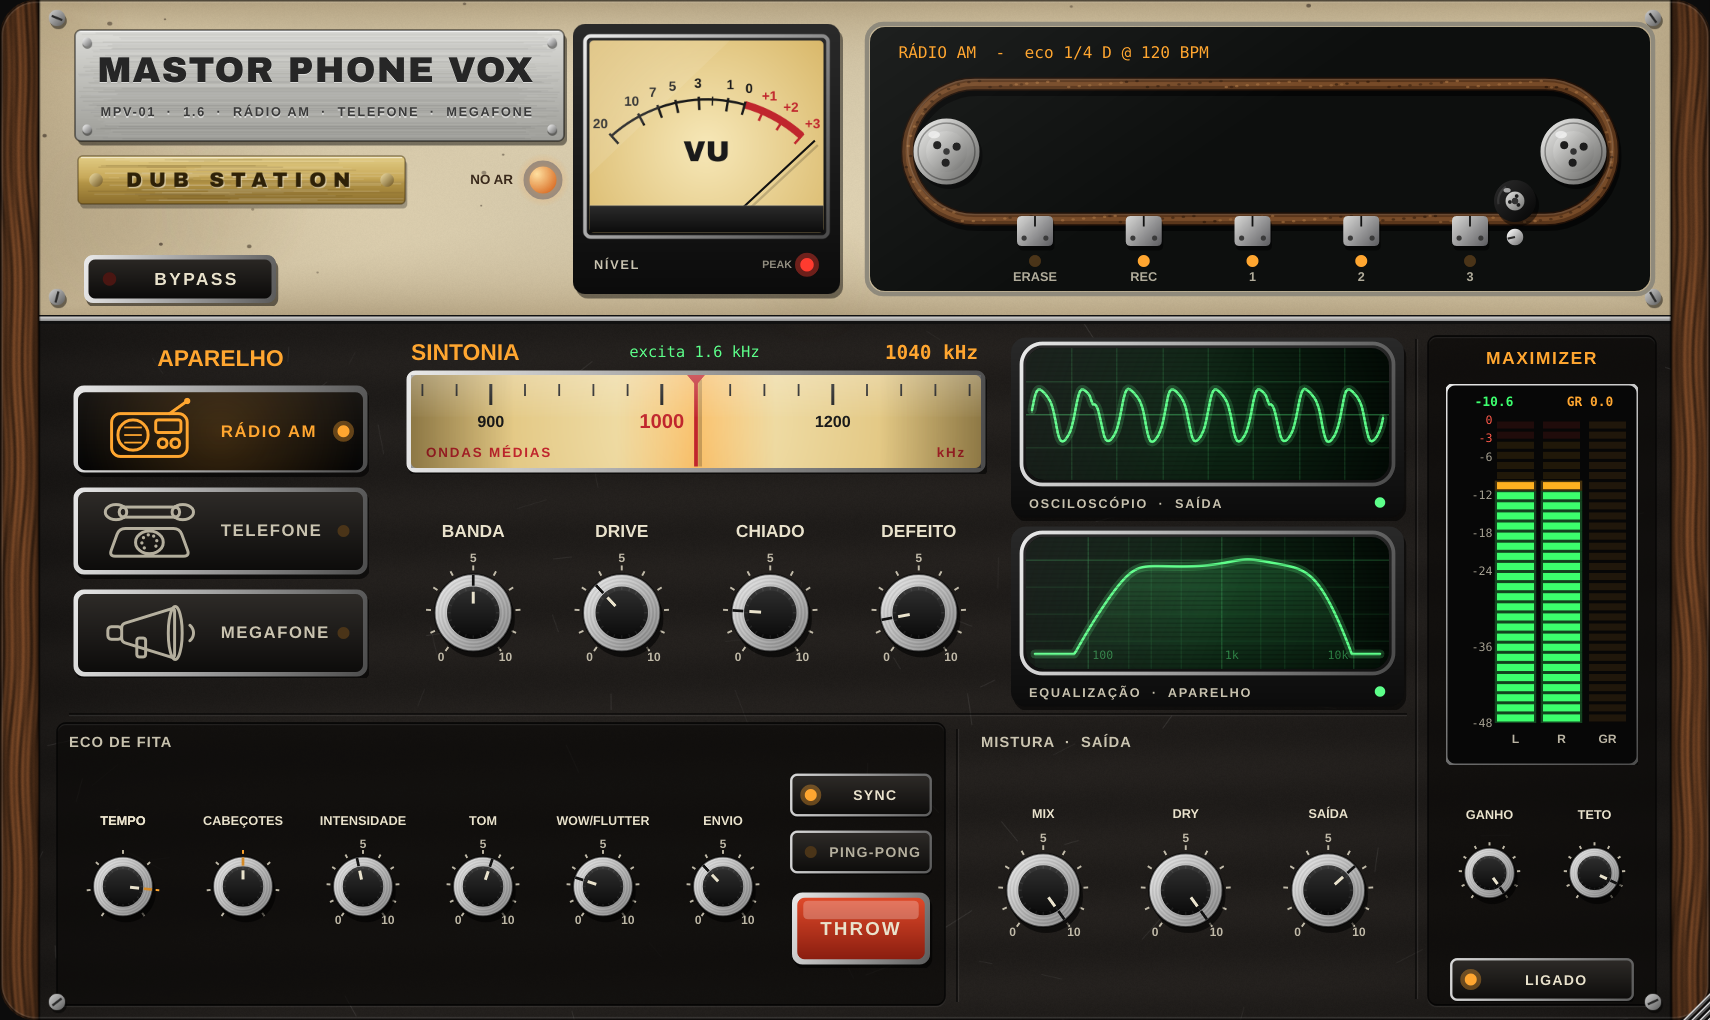 MASTOR PHONE VOX
MPV-01 · 1.6 · RÁDIO AM · TELEFONE · MEGAFONE
DUB STATION
NO AR
BYPASS
20 10 7 5 3 1 0 +1 +2 +3
VU
NÍVEL
PEAK
RÁDIO AM - eco 1/4 D @ 120 BPM
ERASE REC 1 2 3
APARELHO
RÁDIO AM
TELEFONE
MEGAFONE
SINTONIA
excita 1.6 kHz
1040 kHz
900 1000 1200
ONDAS MÉDIAS
kHz
BANDA DRIVE CHIADO DEFEITO
5 5 5 5
0 10 0 10 0 10 0 10
OSCILOSCÓPIO · SAÍDA
100 1k 10k
EQUALIZAÇÃO · APARELHO
MAXIMIZER
-10.6 GR 0.0
0
-3
-6
-12
-18
-24
-36
-48
L R GR
GANHO TETO
LIGADO
ECO DE FITA
TEMPO CABEÇOTES INTENSIDADE TOM WOW/FLUTTER ENVIO
5 5 5 5
0 10 0 10 0 10 0 10
SYNC
PING-PONG
THROW
MISTURA · SAÍDA
MIX DRY SAÍDA
5 5 5
0 10 0 10 0 10